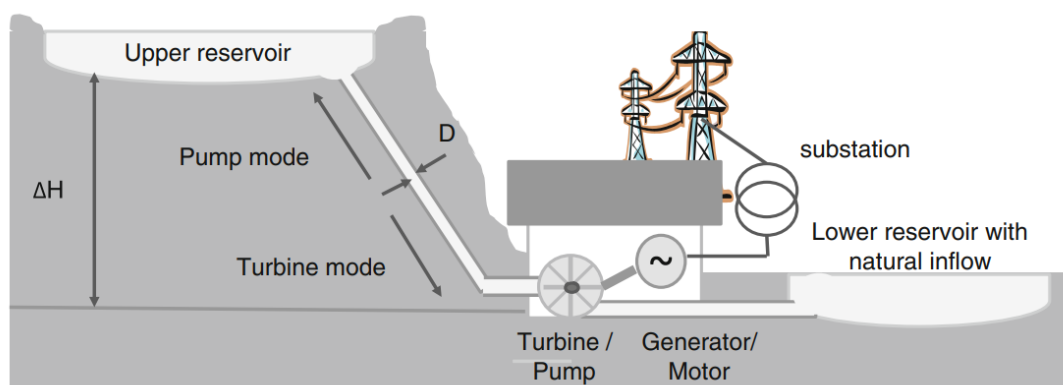 Upper reservoir
D
Pump mode
substation
ΔH
Lower reservoir with
natural inflow
Turbine mode
~
Turbine /
Pump
Generator/
Motor